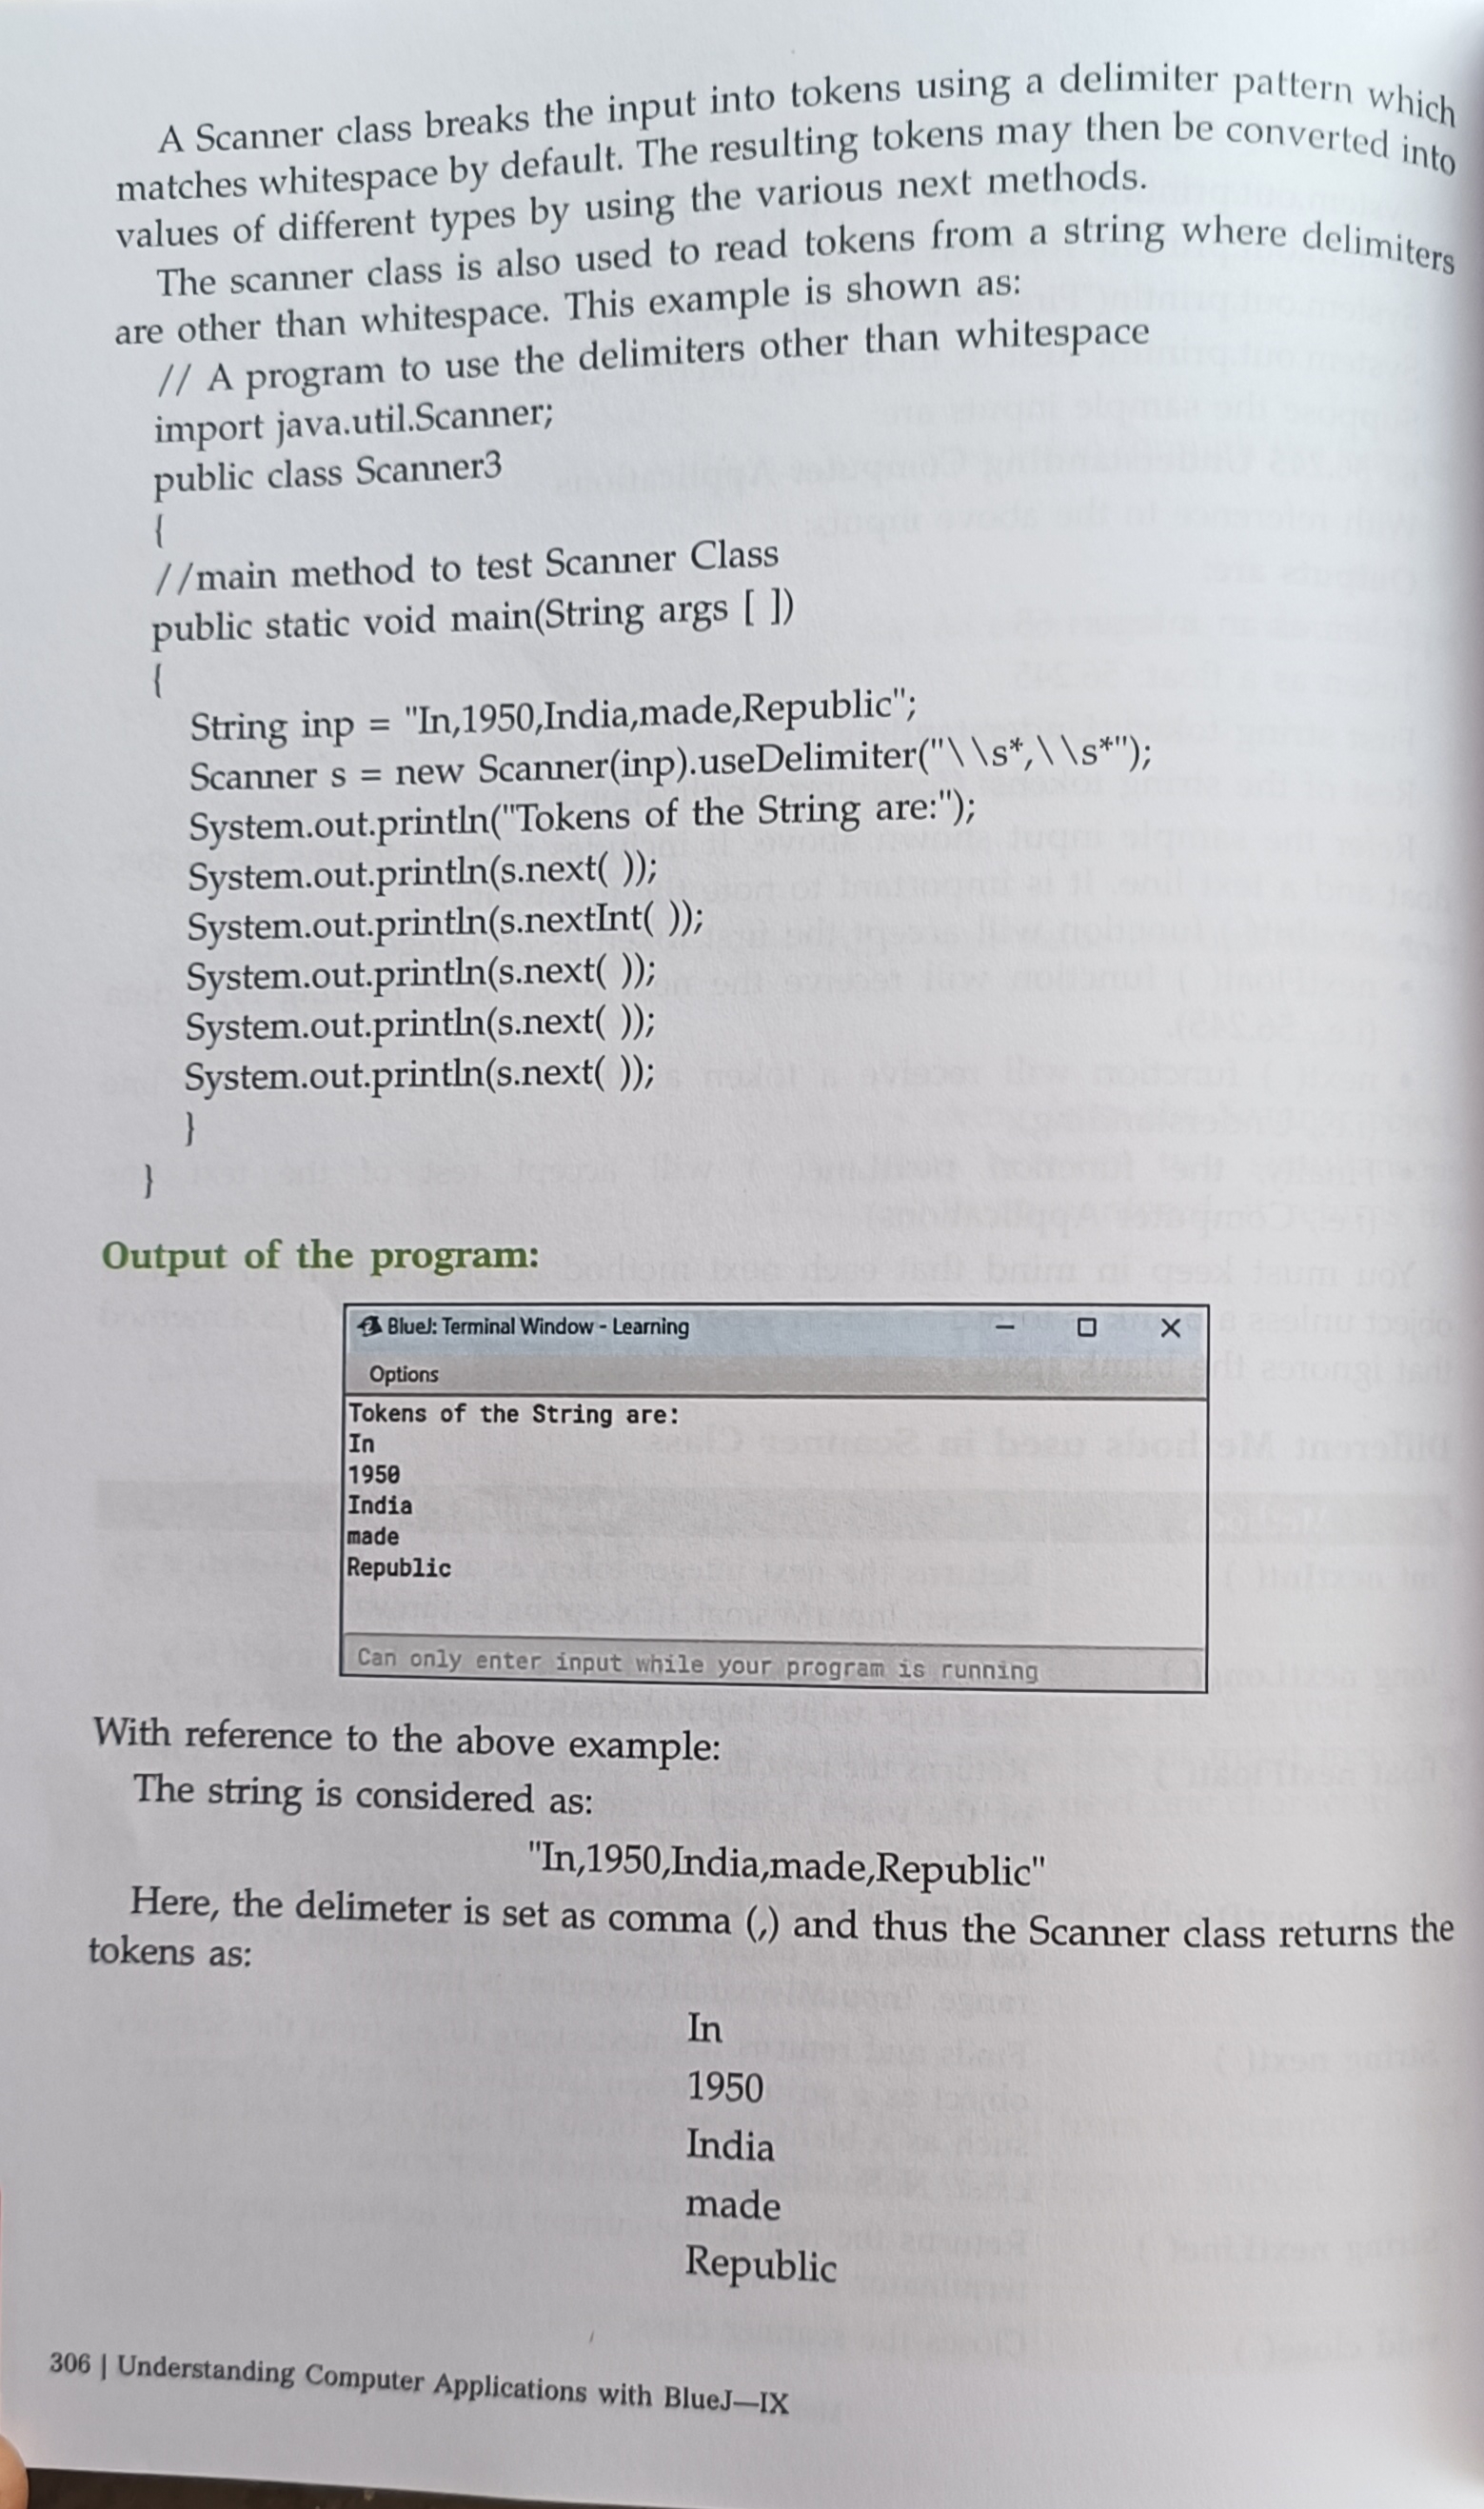 A Scanner class breaks the input into tokens using a delimiter pattern which
matches whitespace by default. The resulting tokens may then be converted into
values of different types by using the various next methods.
The scanner class is also used to read tokens from a string where delimiters
are other than whitespace. This example is shown as:
// A program to use the delimiters other than whitespace
import java.util.Scanner;
public class Scanner3
{
//main method to test Scanner Class
public static void main(String args [ ])
{
String inp = "In,1950,India,made,Republic";
Scanner s = new Scanner(inp).useDelimiter("\\s*,\\s*");
System.out.println("Tokens of the String are:");
System.out.println(s.next( ));
System.out.println(s.nextInt( ));
System.out.println(s.next( ));
System.out.println(s.next( ));
System.out.println(s.next( ));
}
}
Output of the program:
BlueJ: Terminal Window - Learning
Options
Tokens of the String are:
In
1950
India
made
Republic
Can only enter input while your program is running
With reference to the above example:
The string is considered as:
"In,1950,India,made,Republic"
Here, the delimeter is set as comma (,) and thus the Scanner class returns the
tokens as:
In
1950
India
made
Republic
306 | Understanding Computer Applications with BlueJ—IX